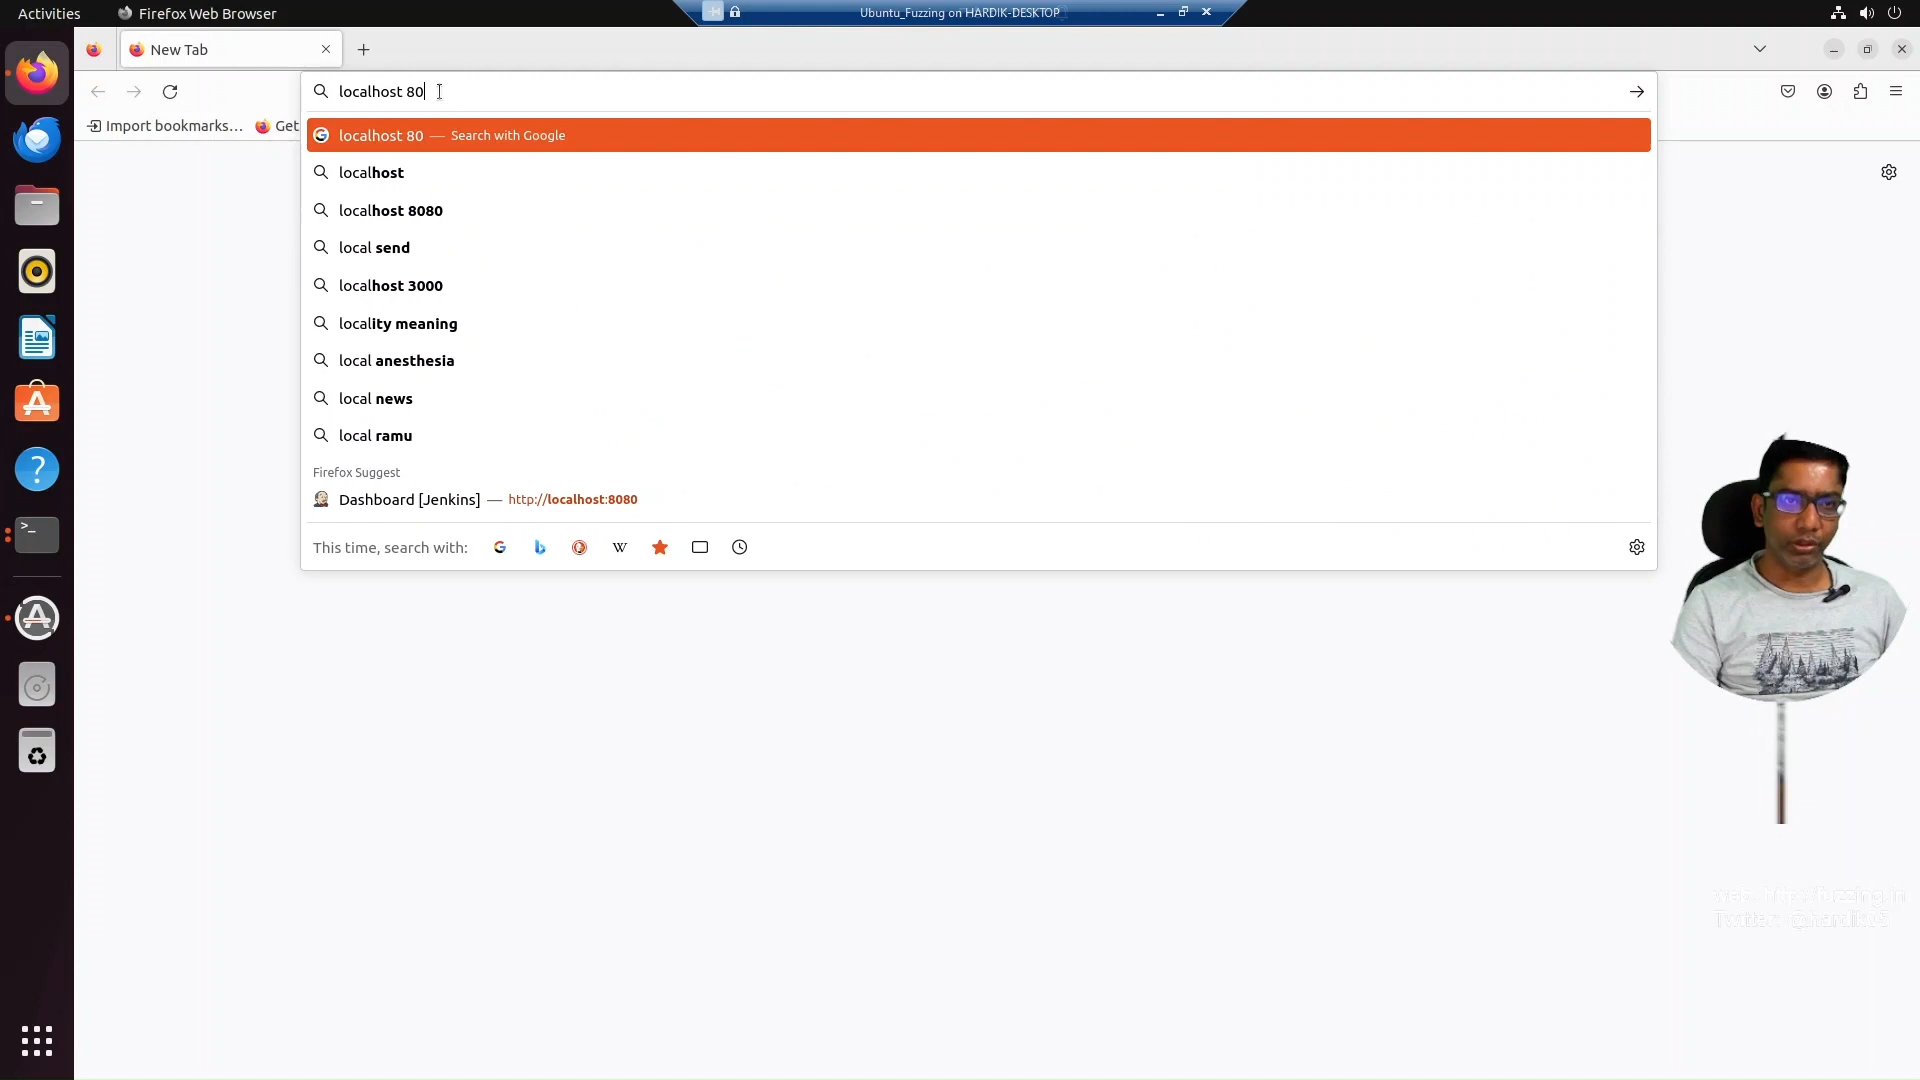 Activities
Firefox Web Browser
Ubuntu_Fuzzing on HARDIK-DESKTOP
New Tab
localhost 80
Import bookmarks...
Get
localhost 80 — Search with Google
localhost
localhost 8080
local send
localhost 3000
locality meaning
local anesthesia
local news
local ramu
Firefox Suggest
Dashboard [Jenkins] — http://localhost:8080
This time, search with: